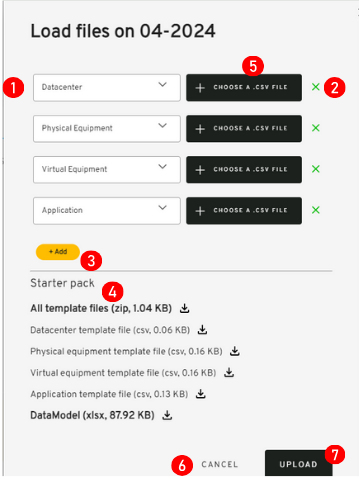 Load files on 04-2024
5
1 Datacenter + CHOOSE A .CSV FILE × 2
Physical Equipment + CHOOSE A .CSV FILE ×
Virtual Equipment + CHOOSE A .CSV FILE ×
Application + CHOOSE A .CSV FILE ×
+ Add
3
Starter pack
4
All template files (zip, 1.04 KB)
Datacenter template file (csv, 0.06 KB)
Physical equipment template file (csv, 0.16 KB)
Virtual equipment template file (csv, 0.16 KB)
Application template file (csv, 0.13 KB)
DataModel (xlsx, 87.92 KB)
6 CANCEL UPLOAD 7